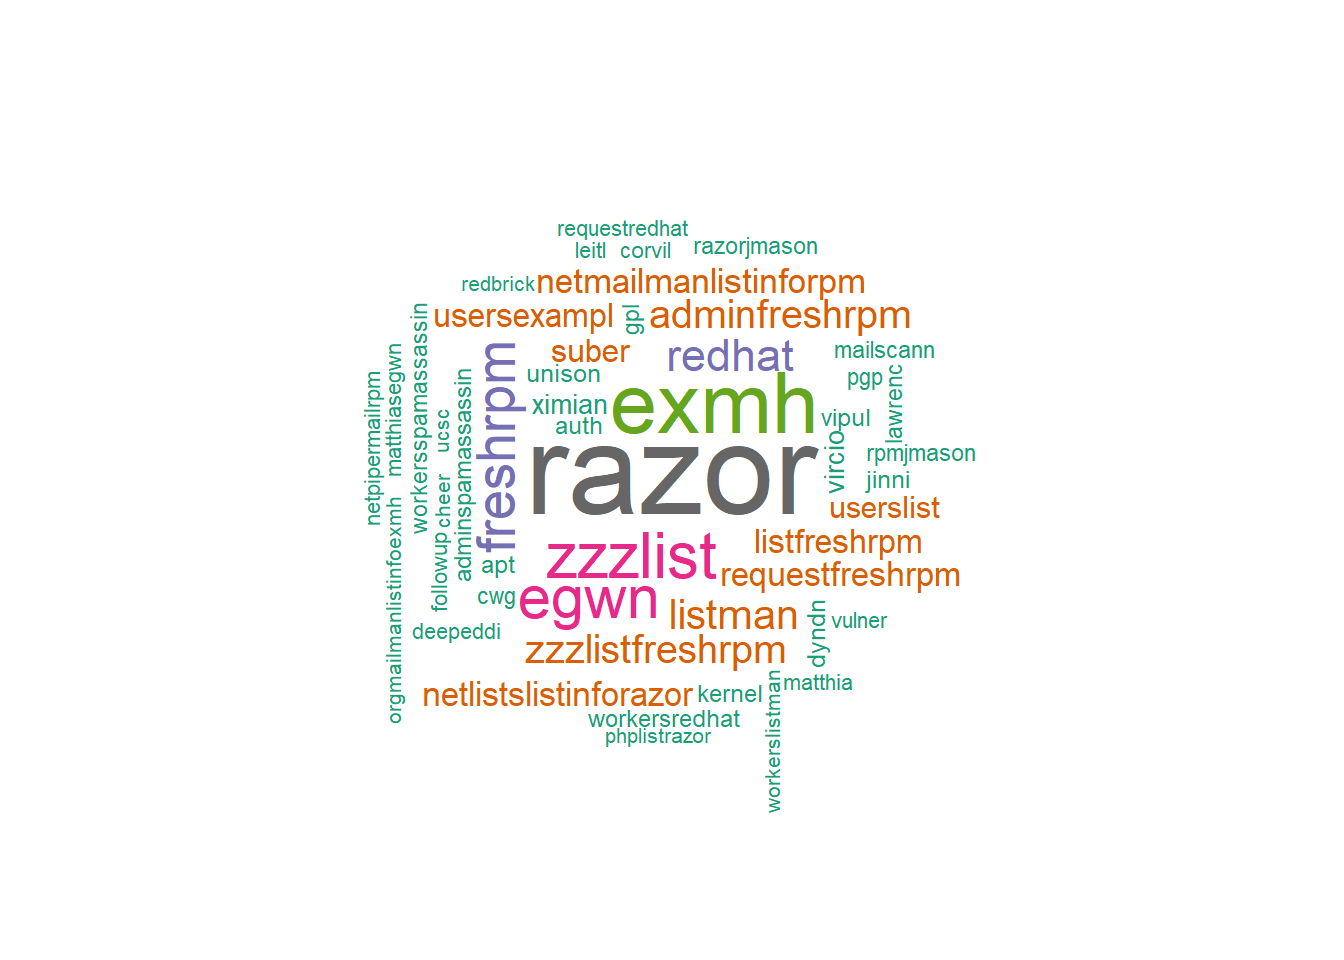 requestredhat
leitl corvil razorjmason
redbrick netmailmanlistinforpm
usersexampl gpl adminfreshrpm
suber redhat mailscann
unison pgp lawrenc
ximian exmh vipul
auth
razor vircio rpmjmason
jinni
freshrpm
netpipermailrpm
matthiasegwn
workersspamassassin
ucsc
adminspamassassin
cheer
followup
orgmailmanlistinfoexmh
userslist
zzzlist listfreshrpm
apt requestfreshrpm
cwg egwn listman dyndn vulner
deepeddi zzzlistfreshrpm
netlistslistinforazor kernel matthia
workersredhat
phplistrazor
workerslistman